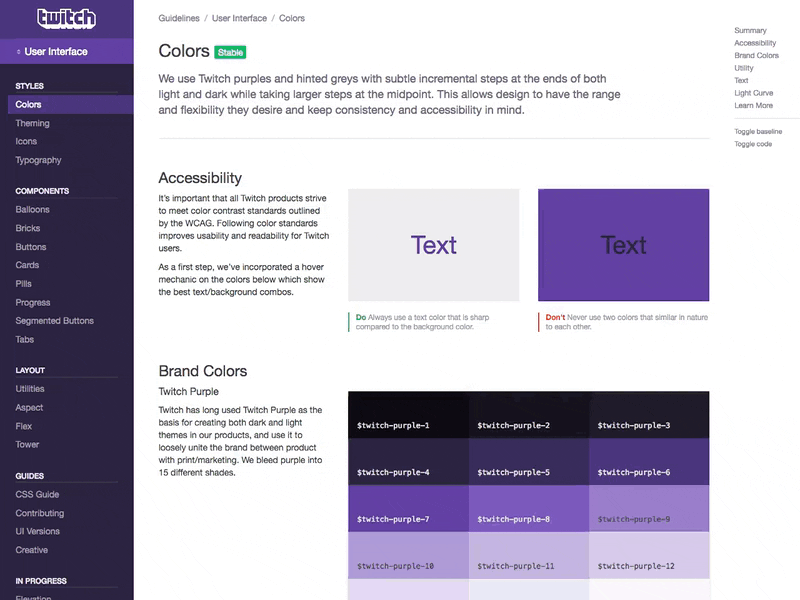 twitch
User Interface
STYLES
Colors
Theming
Icons
Typography
COMPONENTS
Balloons
Bricks
Buttons
Cards
Pills
Progress
Segmented Buttons
Tabs
LAYOUT
Utilities
Aspect
Flex
Tower
GUIDES
CSS Guide
Contributing
UI Versions
Creative
IN PROGRESS
Elevation
Guidelines / User Interface / Colors
Colors Stable
We use Twitch purples and hinted greys with subtle incremental steps at the ends of both
light and dark while taking larger steps at the midpoint. This allows design to have the range
and flexibility they desire and keep consistency and accessibility in mind.
Accessibility
It's important that all Twitch products strive
to meet color contrast standards outlined
by the WCAG. Following color standards
improves usability and readability for Twitch
users.
As a first step, we've incorporated a hover
mechanic on the colors below which show
the best text/background combos.
Text
Do Always use a text color that is sharp
compared to the background color.
Text
Don't Never use two colors that similar in nature
to each other.
Brand Colors
Twitch Purple
Twitch has long used Twitch Purple as the
basis for creating both dark and light
themes in our products, and use it to
loosely unite the brand between product
with print/marketing. We bleed purple into
15 different shades.
$twitch-purple-1 $twitch-purple-2 $twitch-purple-3
$twitch-purple-4 $twitch-purple-5 $twitch-purple-6
$twitch-purple-7 $twitch-purple-8 $twitch-purple-9
$twitch-purple-10 $twitch-purple-11 $twitch-purple-12
Summary
Accessibility
Brand Colors
Utility
Text
Light Curve
Learn More
Toggle baseline
Toggle code